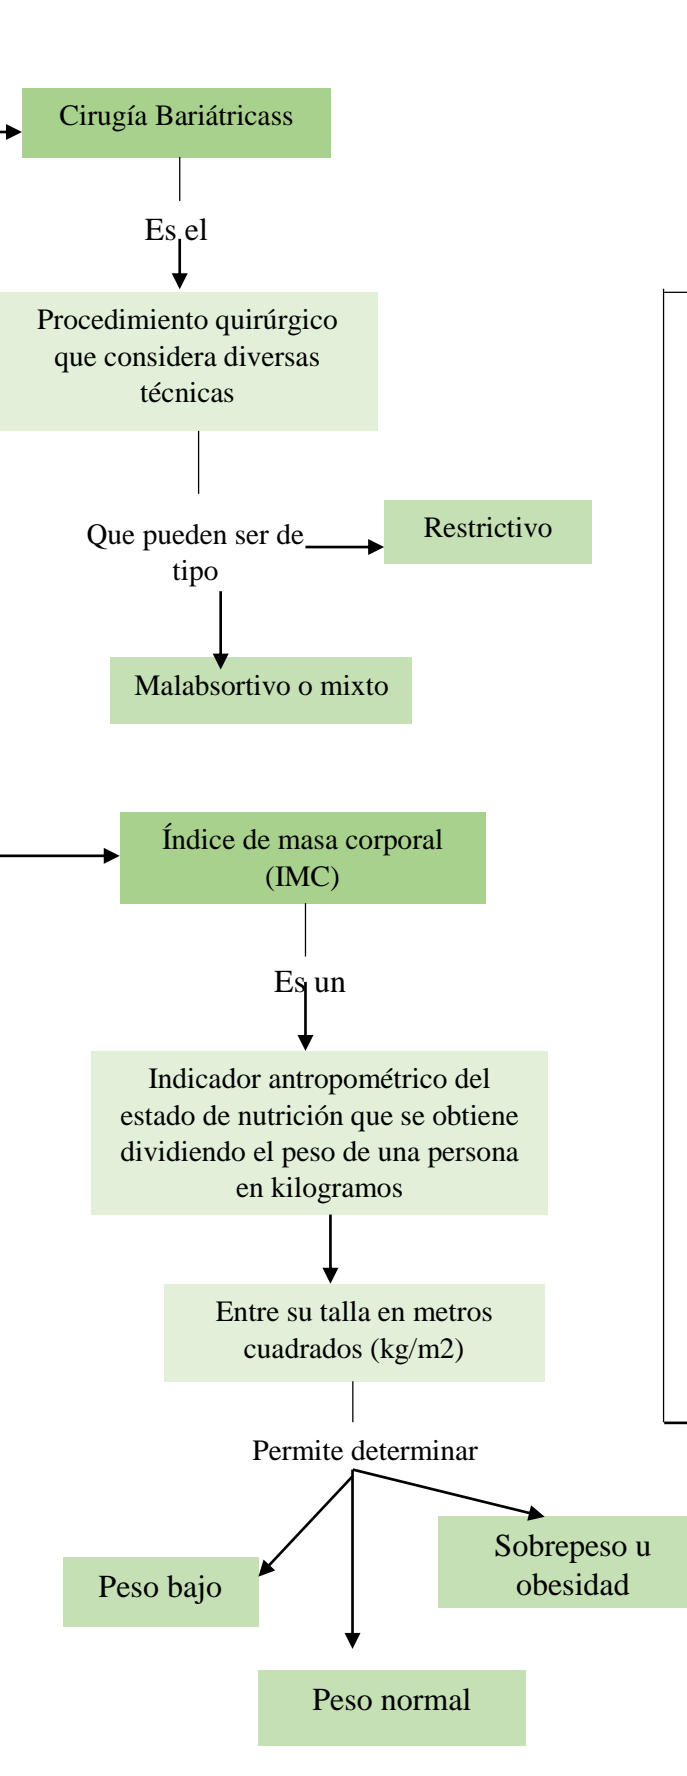 Cirugía Bariátricass
Es el
Procedimiento quirúrgico
que considera diversas
técnicas
Que pueden ser de
tipo
Restrictivo
Malabsortivo o mixto
Índice de masa corporal
(IMC)
Es un
Indicador antropométrico del
estado de nutrición que se obtiene
dividiendo el peso de una persona
en kilogramos
Entre su talla en metros
cuadrados (kg/m2)
Permite determinar
Sobrepeso u
obesidad
Peso bajo
Peso normal